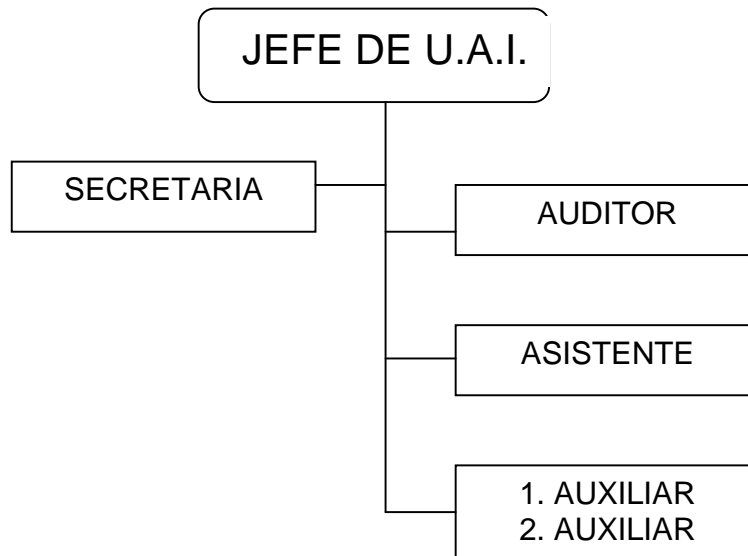 JEFE DE U.A.I.
SECRETARIA
AUDITOR
ASISTENTE
1. AUXILIAR
2. AUXILIAR